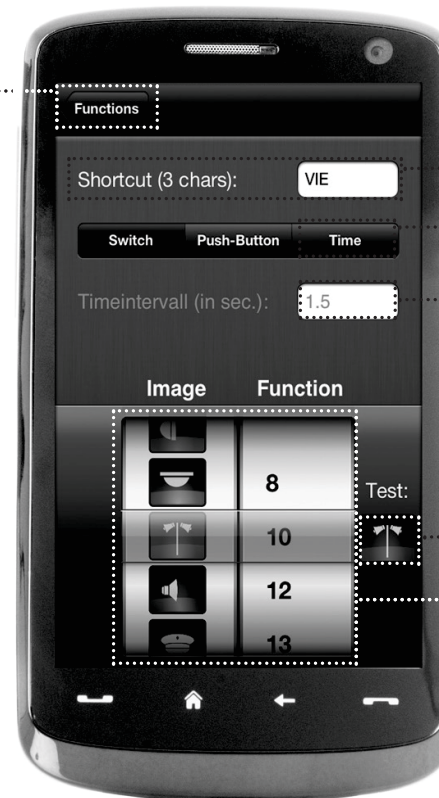 Functions
Shortcut (3 chars): VIE
Switch Push-Button Time
Timeintervall (in sec.): 1.5
Image Function
8
Test:
10
12
13